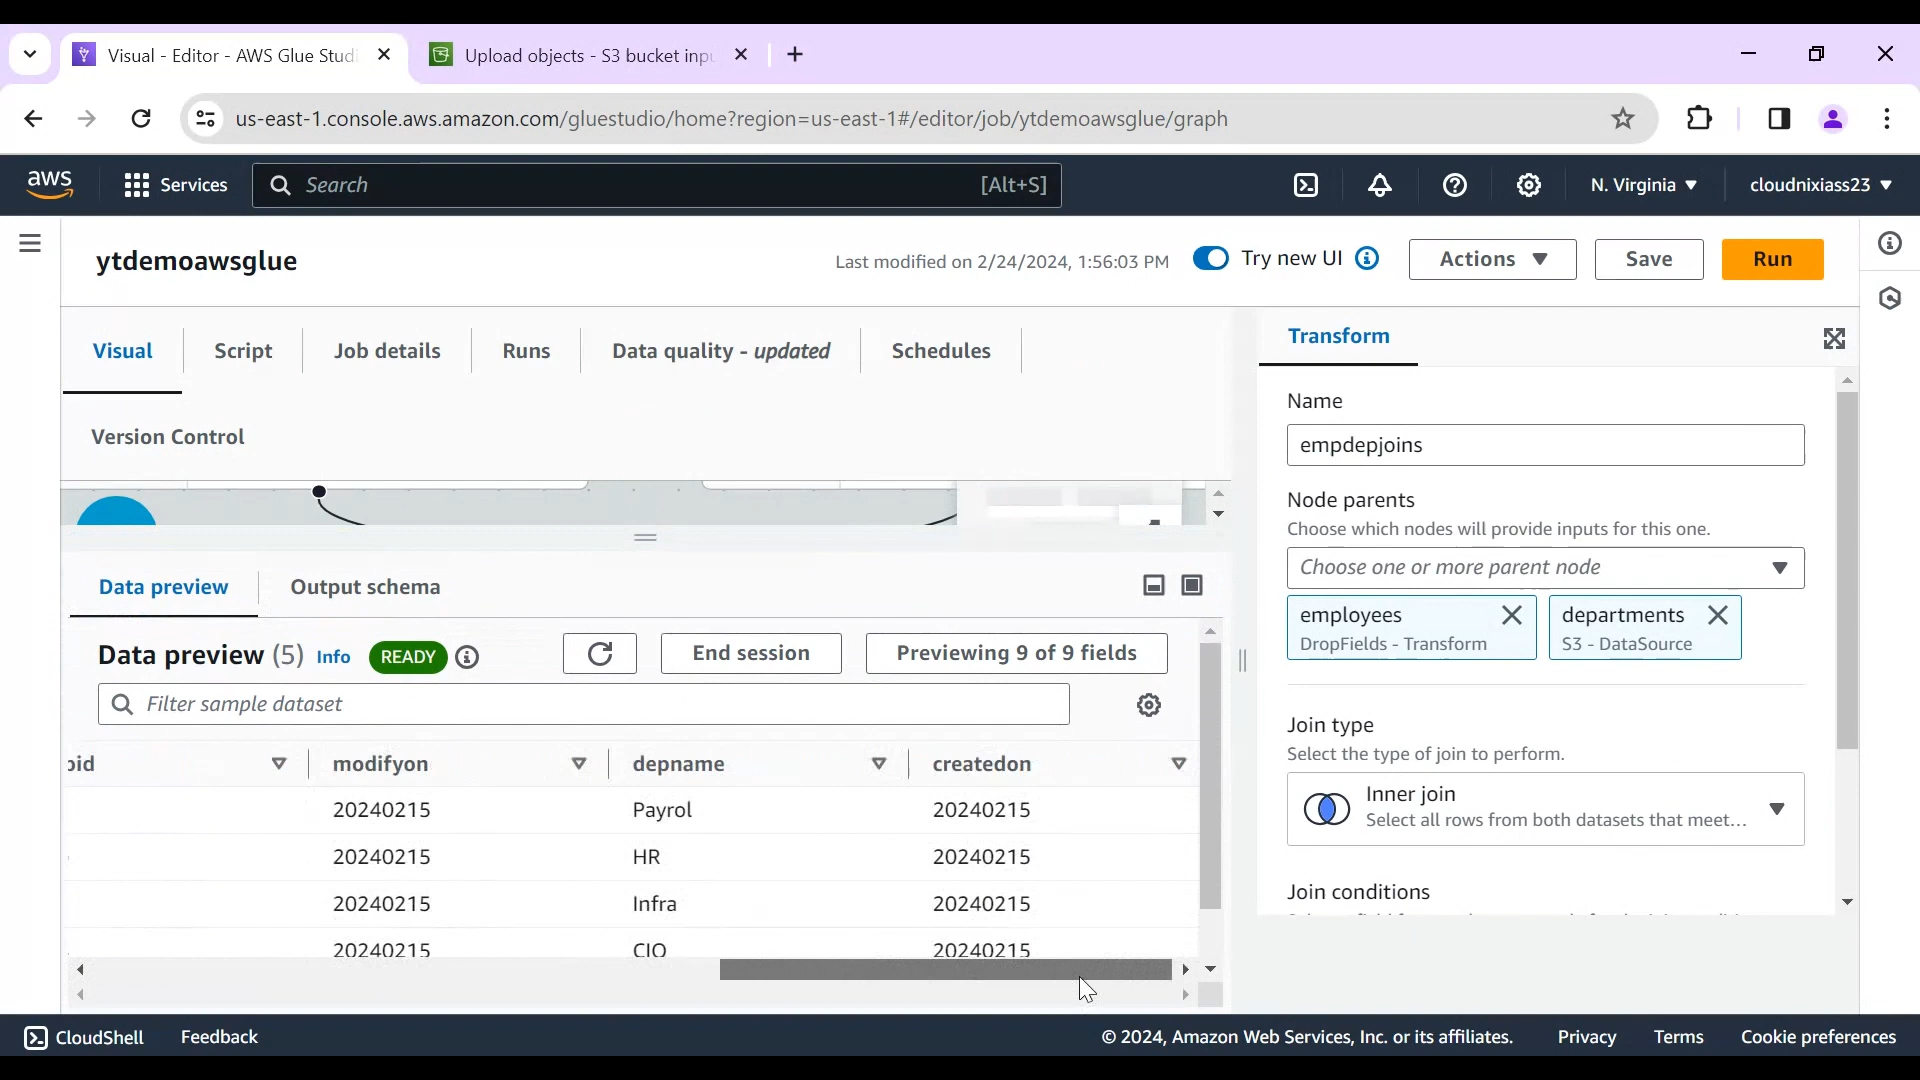 Visual - Editor - AWS Glue Studi
Upload objects - S3 bucket inpu
us-east-1.console.aws.amazon.com/gluestudio/home?region=us-east-1#/editor/job/ytdemoawsglue/graph
aws
Services
Search
[Alt+S]
N. Virginia
cloudnixiass23
ytdemoawsglue
Last modified on 2/24/2024, 1:56:03 PM
Try new UI
Actions
Save
Run
Visual
Script
Job details
Runs
Data quality - updated
Schedules
Version Control
Data preview
Output schema
Data preview (5) Info
READY
End session
Previewing 9 of 9 fields
Filter sample dataset
oid modifyon depname createdon
20240215 Payrol 20240215
20240215 HR 20240215
20240215 Infra 20240215
20240215 CIO 20240215
Transform
Name
empdepjoins
Node parents
Choose which nodes will provide inputs for this one.
Choose one or more parent node
employees
DropFields - Transform
departments
S3 - DataSource
Join type
Select the type of join to perform.
Inner join
Select all rows from both datasets that meet...
Join conditions
CloudShell
Feedback
© 2024, Amazon Web Services, Inc. or its affiliates.
Privacy
Terms
Cookie preferences